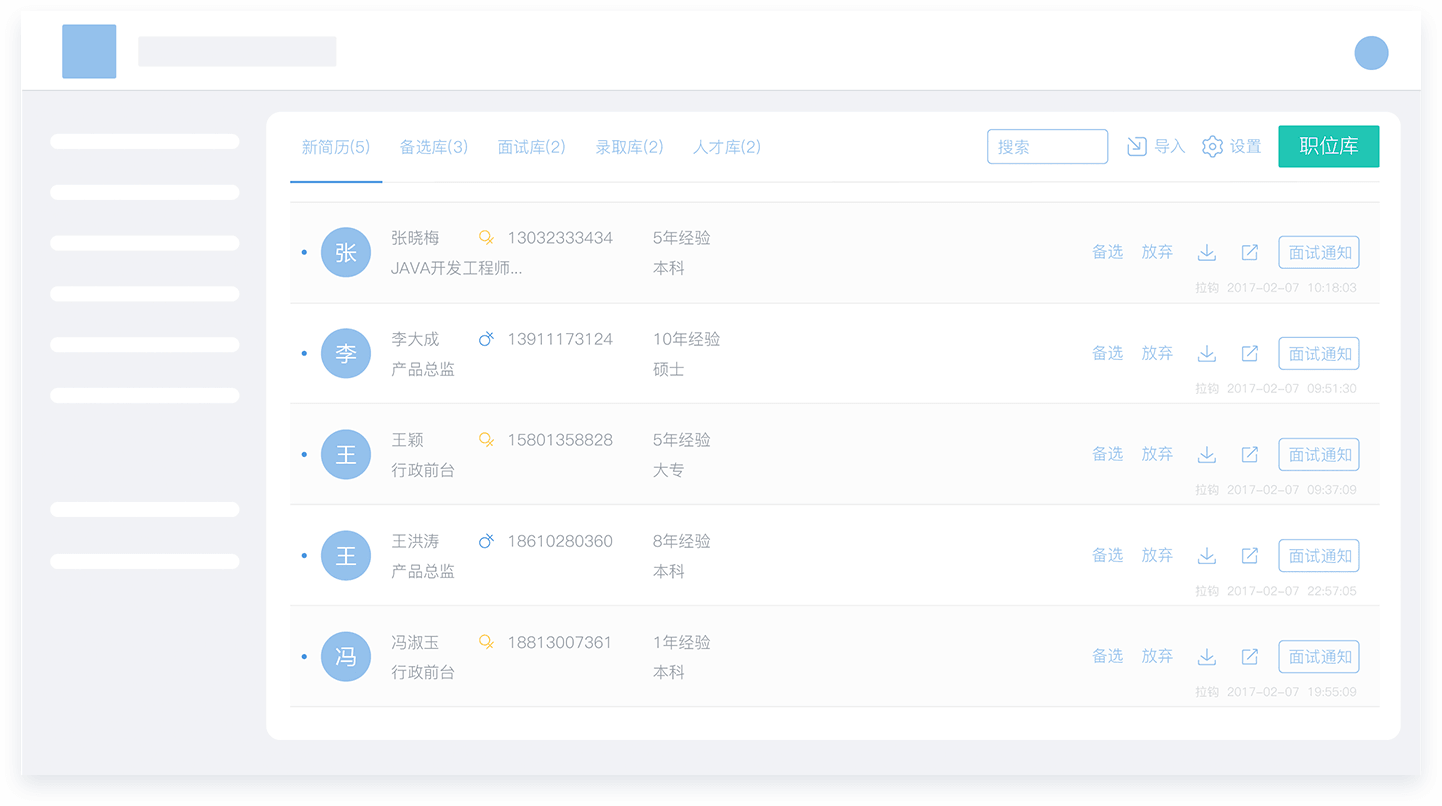 新简历(5) 备选库(3) 面试库(2) 录取库(2) 人才库(2) 搜索 导入 设置 职位库
张 张晓梅 13032333434 5年经验
JAVA开发工程师... 本科
备选 放弃 面试通知
拉钩 2017-02-07 10:18:03
李 李大成 13911173124 10年经验
产品总监 硕士
备选 放弃 面试通知
拉钩 2017-02-07 09:51:30
王 王颖 15801358828 5年经验
行政前台 大专
备选 放弃 面试通知
拉钩 2017-02-07 09:37:09
王 王洪涛 18610280360 8年经验
产品总监 本科
备选 放弃 面试通知
拉钩 2017-02-07 22:57:05
冯 冯淑玉 18813007361 1年经验
行政前台 本科
备选 放弃 面试通知
拉钩 2017-02-07 19:55:09